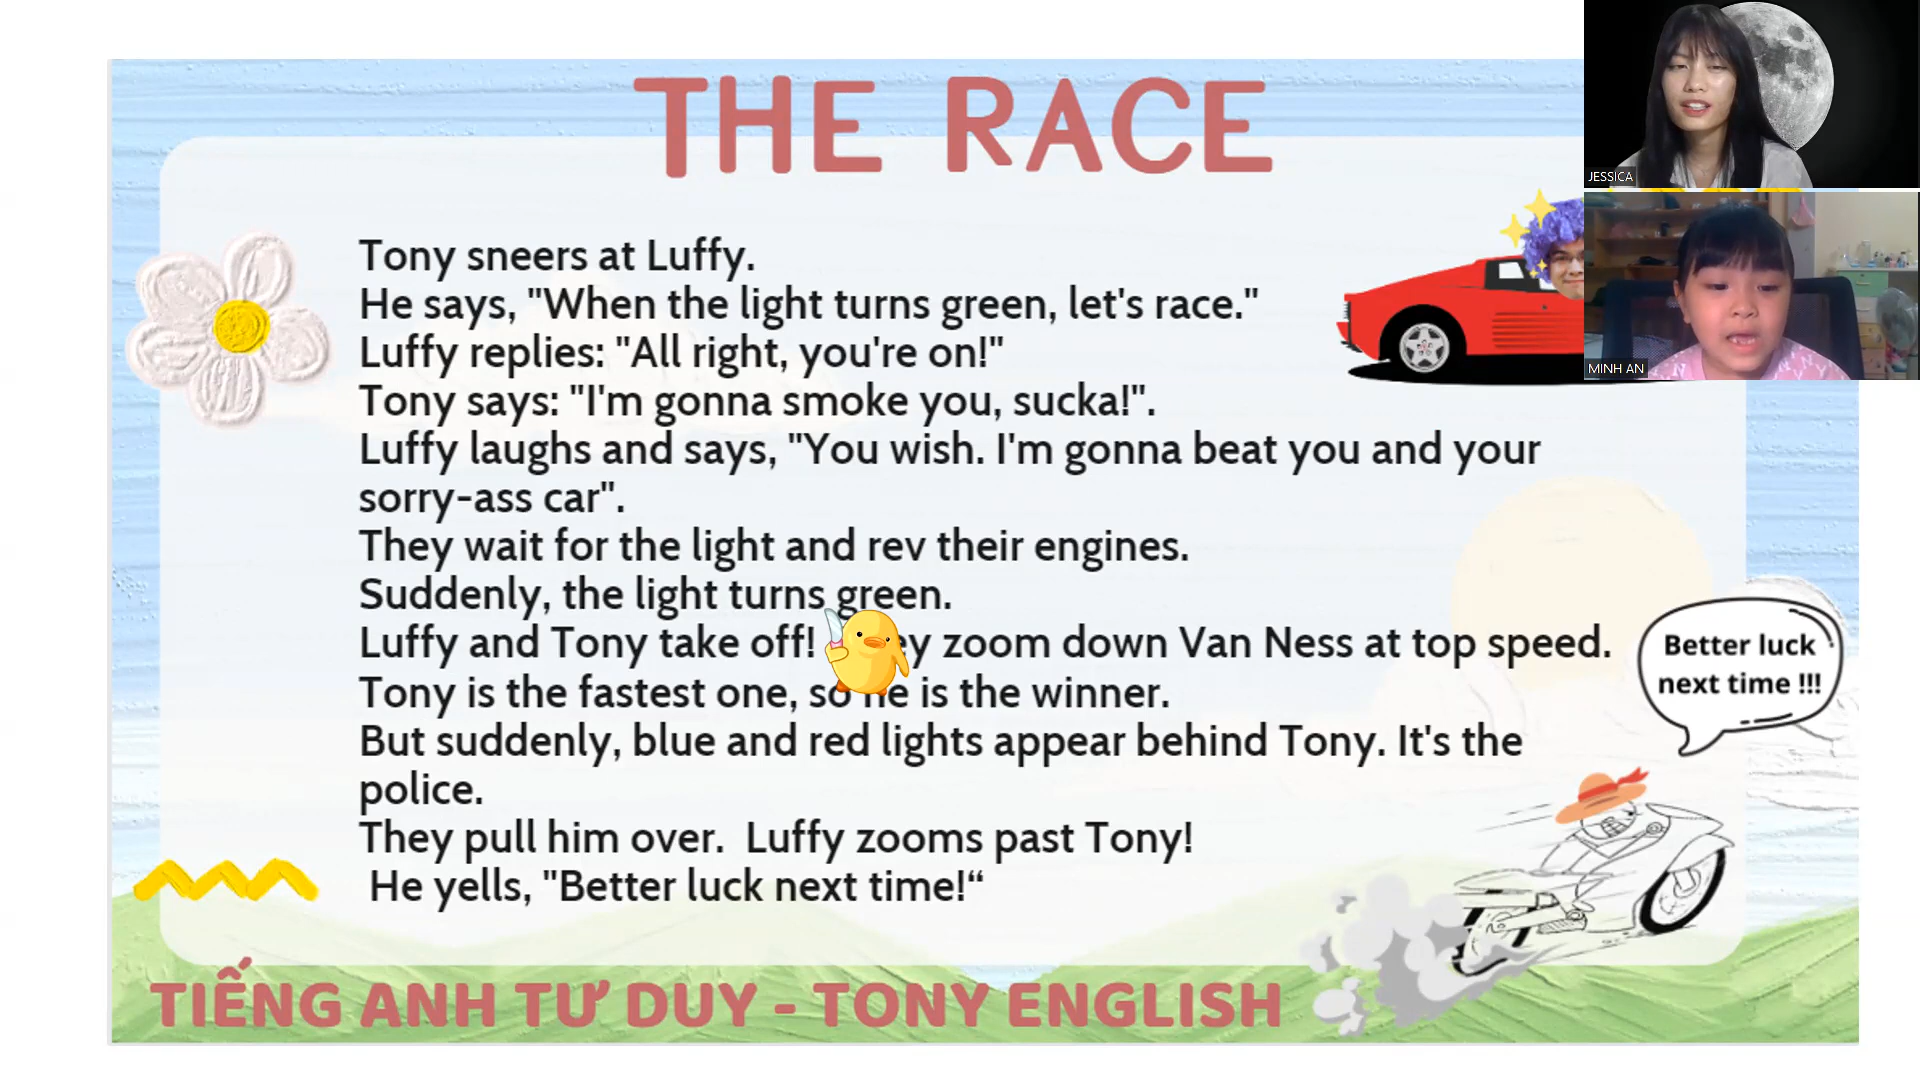 THE RACE
JESSICA
MINH AN
Tony sneers at Luffy.
He says, "When the light turns green, let's race."
Luffy replies: "All right, you're on!"
Tony says: "I'm gonna smoke you, sucka!".
Luffy laughs and says, "You wish. I'm gonna beat you and your
sorry-ass car".
They wait for the light and rev their engines.
Suddenly, the light turns green.
Luffy and Tony take off! ey zoom down Van Ness at top speed.
Tony is the fastest one, so he is the winner.
But suddenly, blue and red lights appear behind Tony. It's the
police.
They pull him over.  Luffy zooms past Tony!
He yells, "Better luck next time!“
Better luck
next time !!!
TIẾNG ANH TƯ DUY - TONY ENGLISH